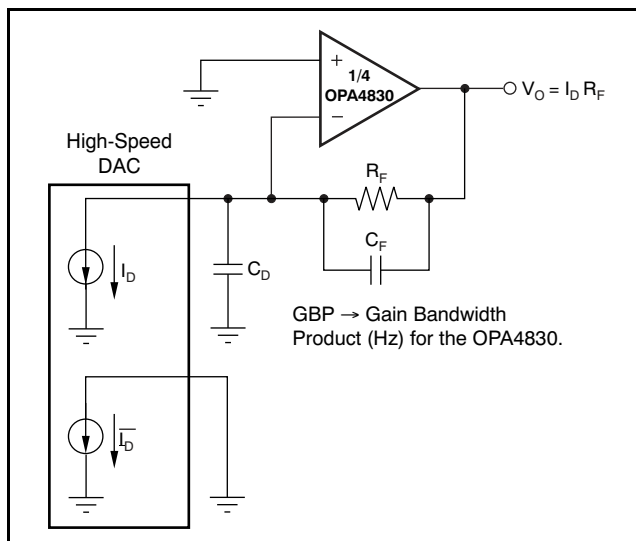 +
1/4
OPA4830
−
V_O = I_D R_F
High-Speed
DAC
R_F
C_F
I_D
C_D
GBP → Gain Bandwidth
Product (Hz) for the OPA4830.
I̅_D